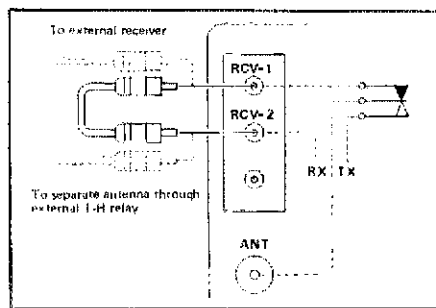 To external receiver
RCV-1
RCV-2
To separate antenna through
external T-R relay
RX TX
ANT